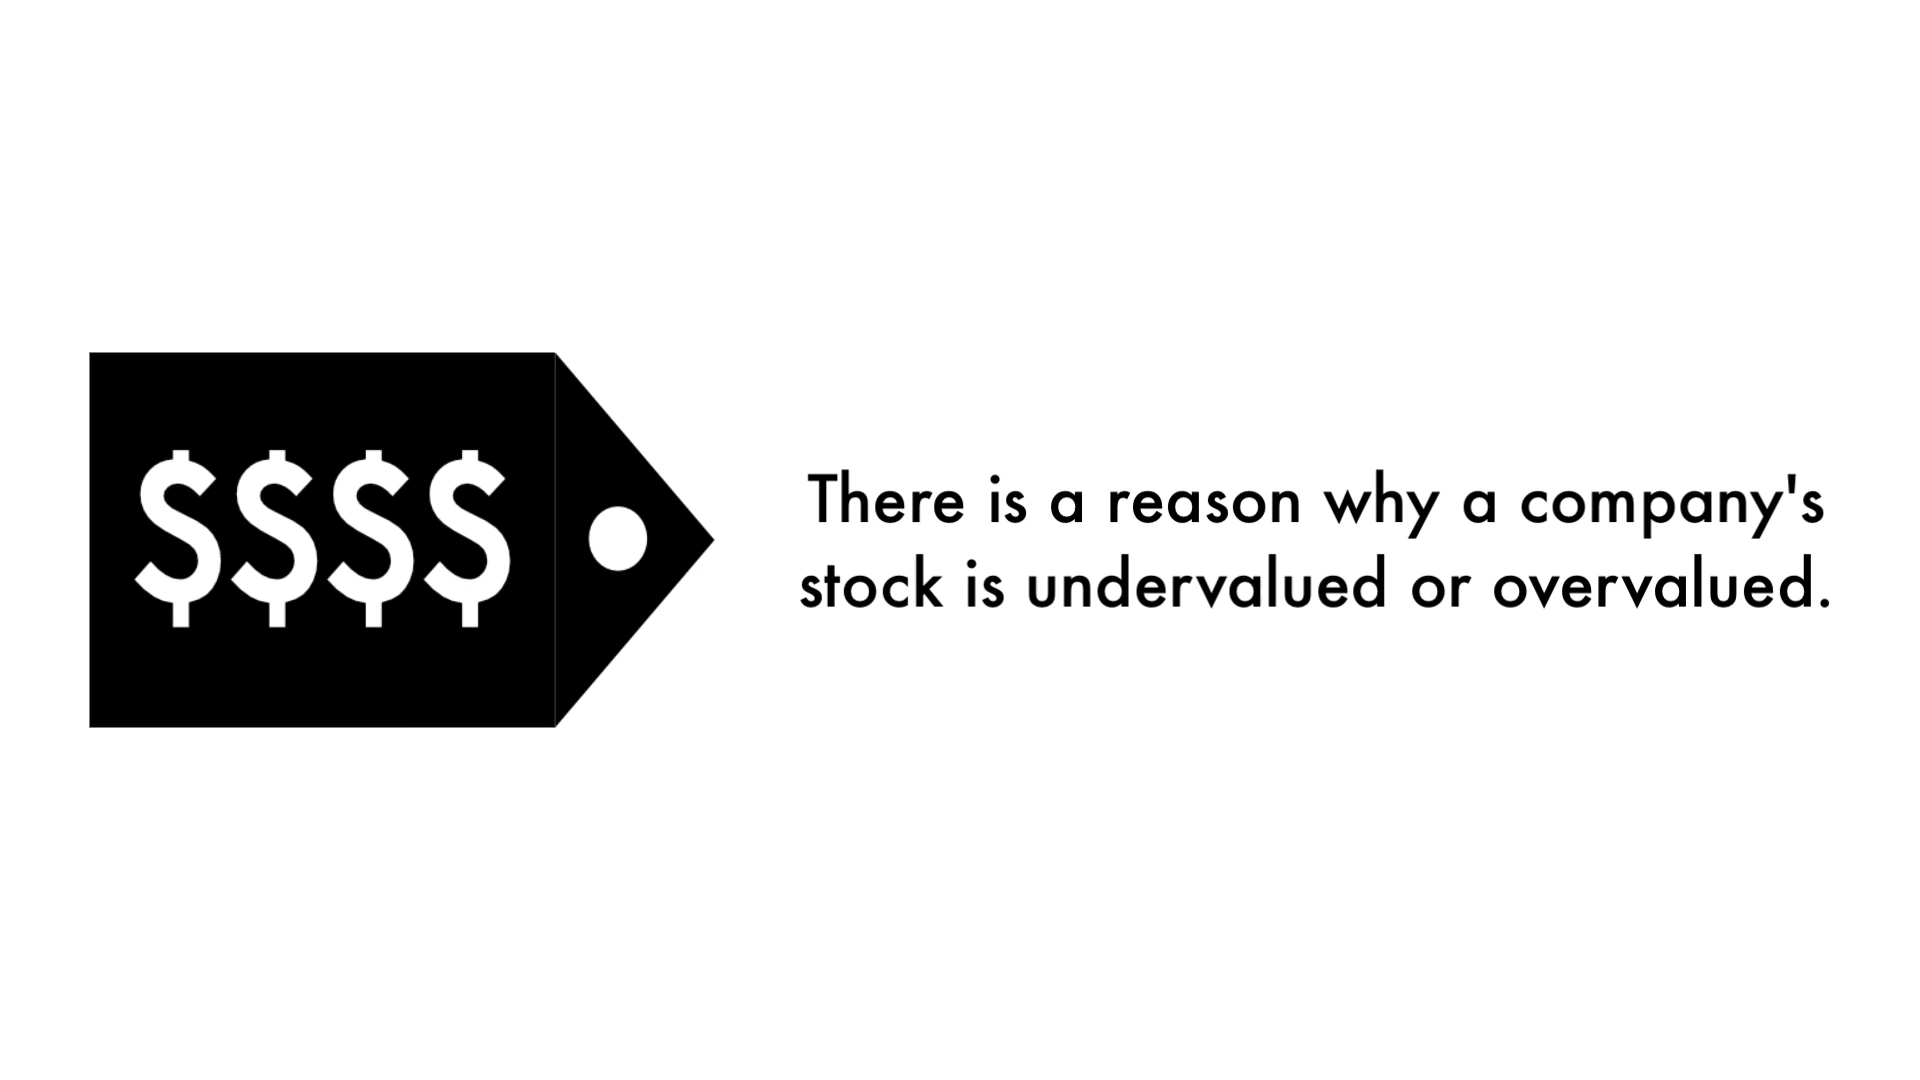 $$$$
There is a reason why a company's
stock is undervalued or overvalued.